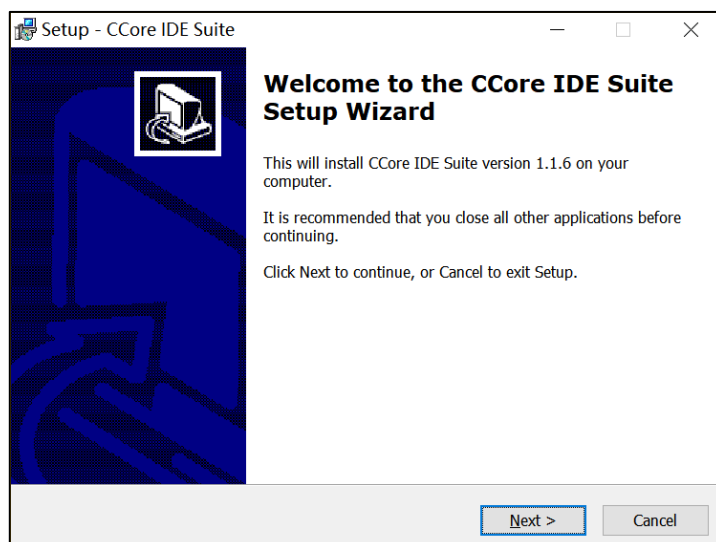 Setup - CCore IDE Suite
Welcome to the CCore IDE Suite
Setup Wizard
This will install CCore IDE Suite version 1.1.6 on your
computer.
It is recommended that you close all other applications before
continuing.
Click Next to continue, or Cancel to exit Setup.
Next >
Cancel